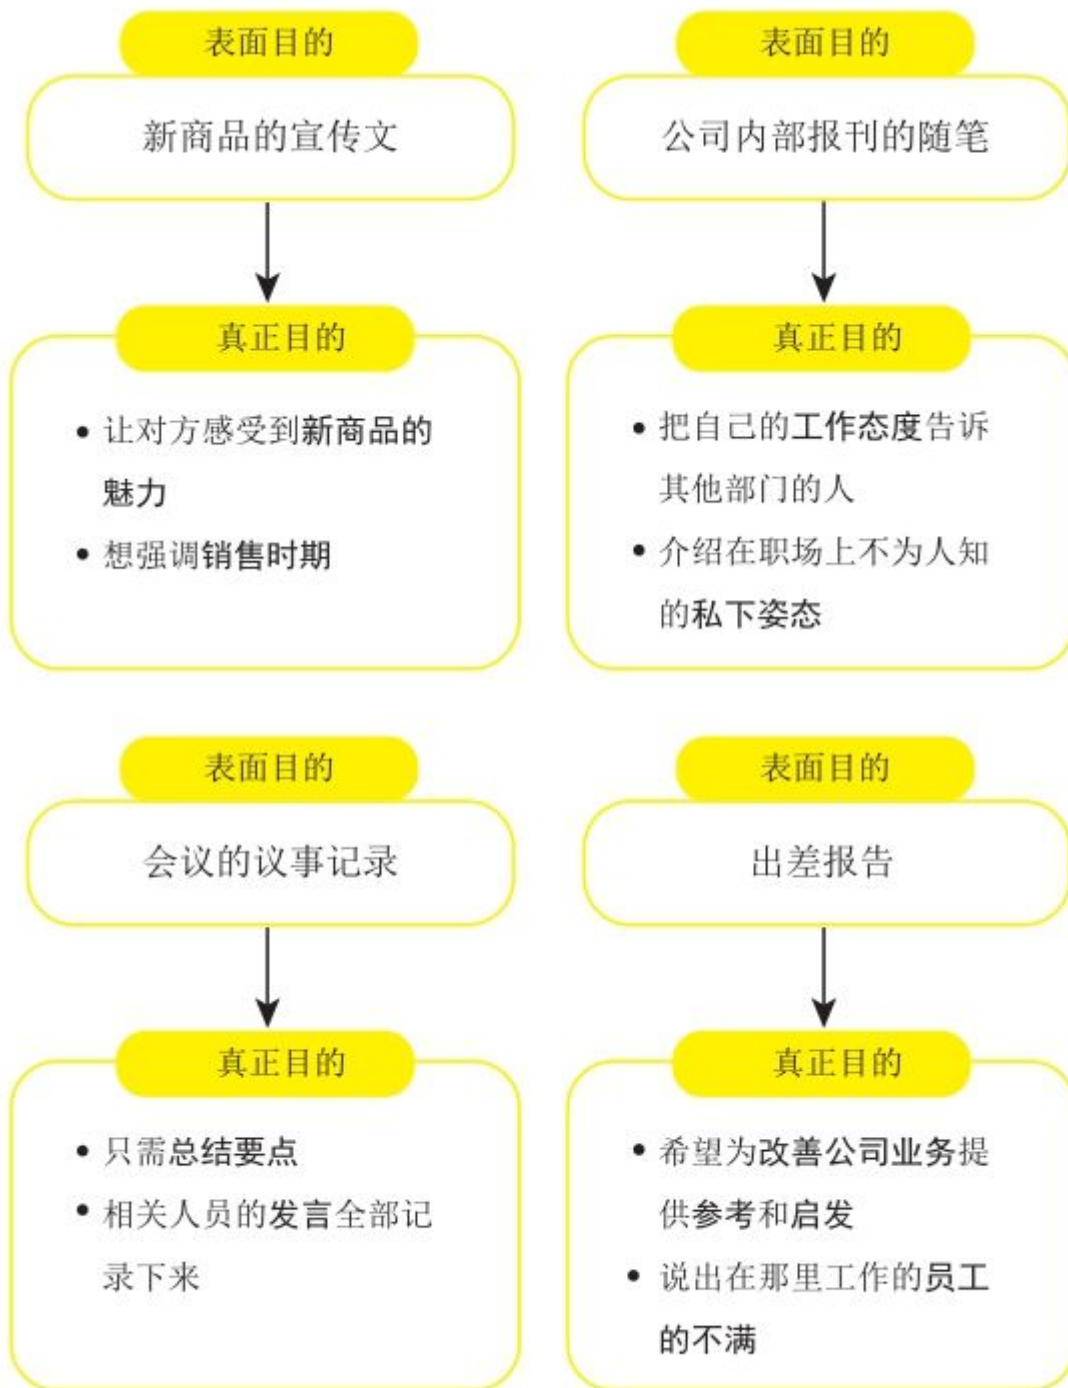 表面目的
新商品的宣传文
真正目的
•让对方感受到新商品的
魅力
•想强调销售时期
表面目的
公司内部报刊的随笔
真正目的
•把自己的工作态度告诉
其他部门的人
•介绍在职场上不为人知
的私下姿态
表面目的
会议的议事记录
真正目的
•只需总结要点
•相关人员的发言全部记
录下来
表面目的
出差报告
真正目的
•希望为改善公司业务提
供参考和启发
•说出在那里工作的员工
的不满